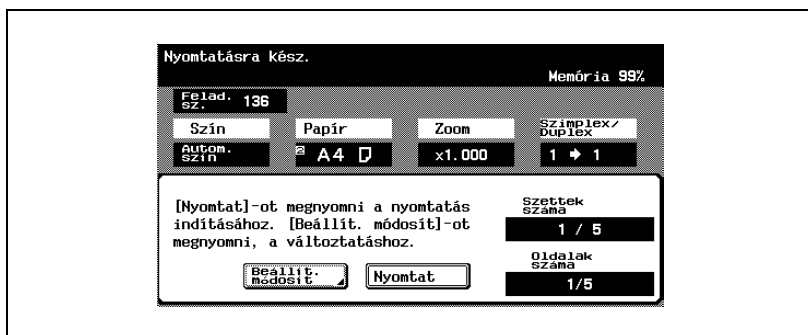 Nyomtatásra kész.
Memória 99%
Felad.
sz. 136
Szín Papír Zoom Szimplex/
Duplex
Autom.
szín
2 A4 x1.000 1 → 1
[Nyomtat]-ot megnyomni a nyomtatás
indításához. [Beállít. módosít]-ot
megnyomni, a változtatáshoz.
Szettek
száma
1 / 5
Oldalak
száma
1/5
Beállít.
módosít
Nyomtat